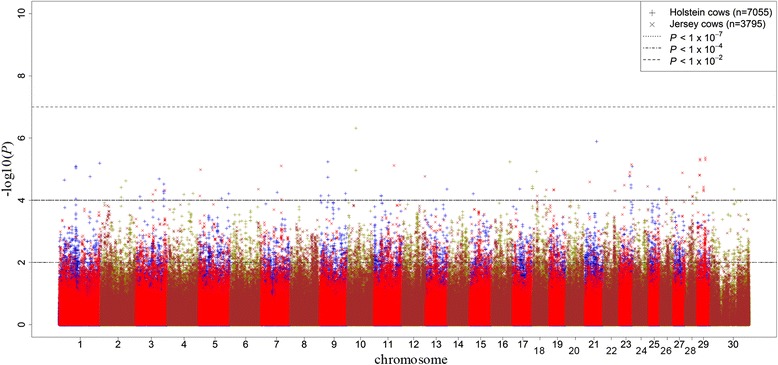 Holstein cows (n=7055)
Jersey cows (n=3795)
P < 1 x 10⁻⁷
P < 1 x 10⁻⁴
P < 1 x 10⁻²
10
8
6
4
2
0
-log10(P)
1 2 3 4 5 6 7 8 9 10 11 12 13 14 15 16 17 18 19 20 21 22 23 24 25 26 27 28 29 30
chromosome